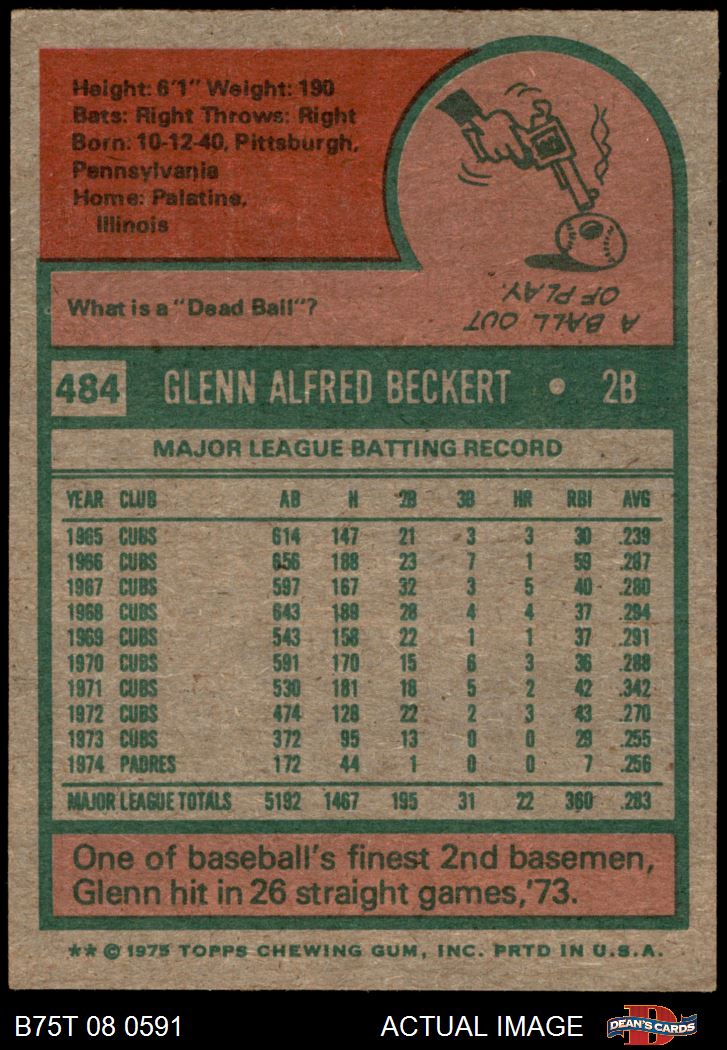 Height: 6'1" Weight: 190
Bats: Right Throws: Right
Born: 10-12-40, Pittsburgh,
Pennsylvania
Home: Palatine,
Illinois
What is a "Dead Ball"?
A BALL OUT
OF PLAY.
484 GLENN ALFRED BECKERT • 2B
MAJOR LEAGUE BATTING RECORD
YEAR CLUB AB H 2B 3B HR RBI AVG
1965 CUBS 614 147 21 3 3 30 .239
1966 CUBS 656 188 23 7 1 59 .287
1967 CUBS 597 167 32 3 5 40 .280
1968 CUBS 643 189 28 4 4 37 .294
1969 CUBS 543 158 22 1 1 37 .291
1970 CUBS 591 170 15 6 3 36 .288
1971 CUBS 530 181 18 5 2 42 .342
1972 CUBS 474 128 22 2 3 43 .270
1973 CUBS 372 95 13 0 0 29 .255
1974 PADRES 172 44 1 0 0 7 .256
MAJOR LEAGUE TOTALS 5192 1467 195 31 22 360 .283
One of baseball's finest 2nd basemen,
Glenn hit in 26 straight games,'73.
** © 1975 TOPPS CHEWING GUM, INC. PRTD IN U.S.A.
B75T 08 0591 ACTUAL IMAGE D DEAN'S CARDS